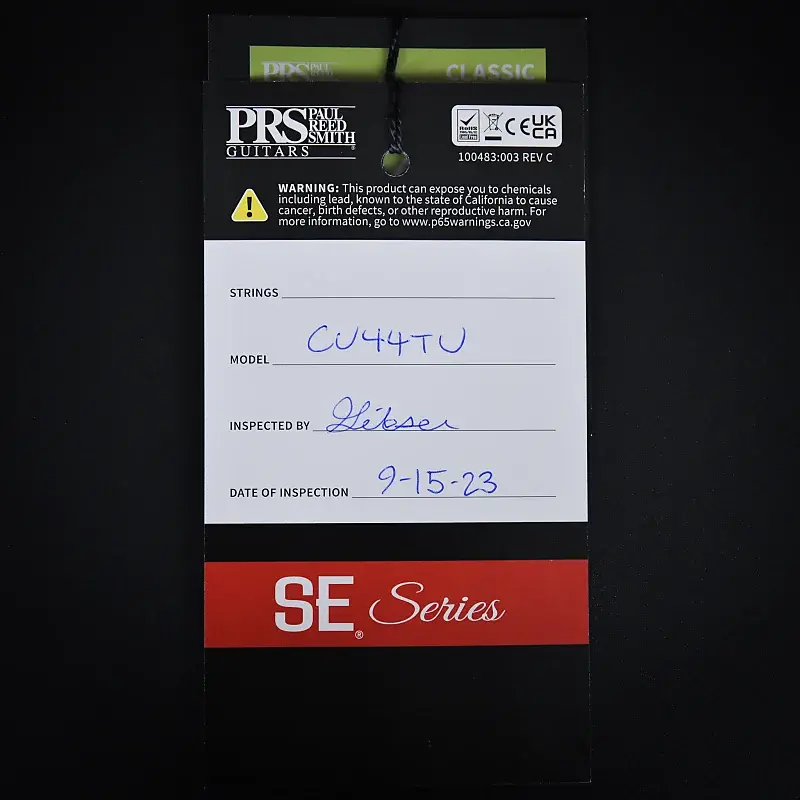 PRS PAUL
CLASSIC
PRS PAUL
REED
SMITH
GUITARS
RoHS
CE UK
CA
100483:003 REV C
WARNING: This product can expose you to chemicals
including lead, known to the state of California to cause
cancer, birth defects, or other reproductive harm. For
more information, go to www.p65warnings.ca.gov
STRINGS
MODEL CU44TU
INSPECTED BY
DATE OF INSPECTION 9-15-23
SE® Series